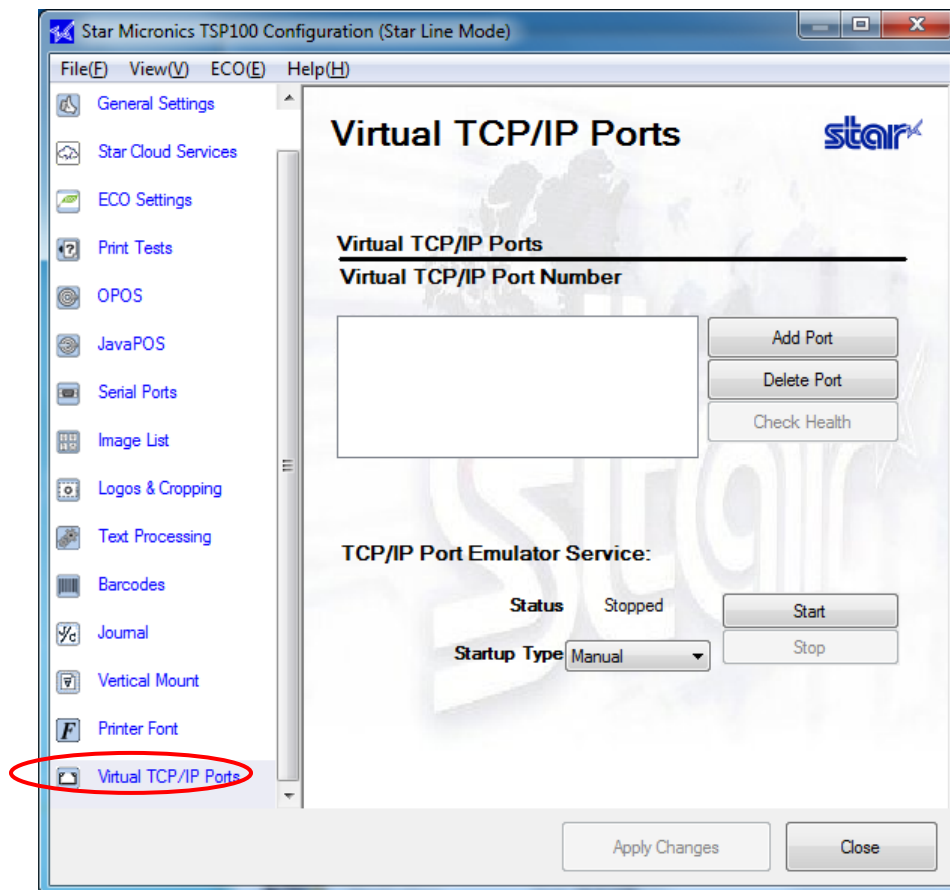 Star Micronics TSP100 Configuration (Star Line Mode)
File(F) View(V) ECO(E) Help(H)
General Settings
Star Cloud Services
ECO Settings
Print Tests
OPOS
JavaPOS
Serial Ports
Image List
Logos & Cropping
Text Processing
Barcodes
Journal
Vertical Mount
Printer Font
Virtual TCP/IP Ports
Virtual TCP/IP Ports
star
Virtual TCP/IP Ports
Virtual TCP/IP Port Number
Add Port
Delete Port
Check Health
TCP/IP Port Emulator Service:
Status Stopped
Start
Startup Type Manual
Stop
Apply Changes
Close